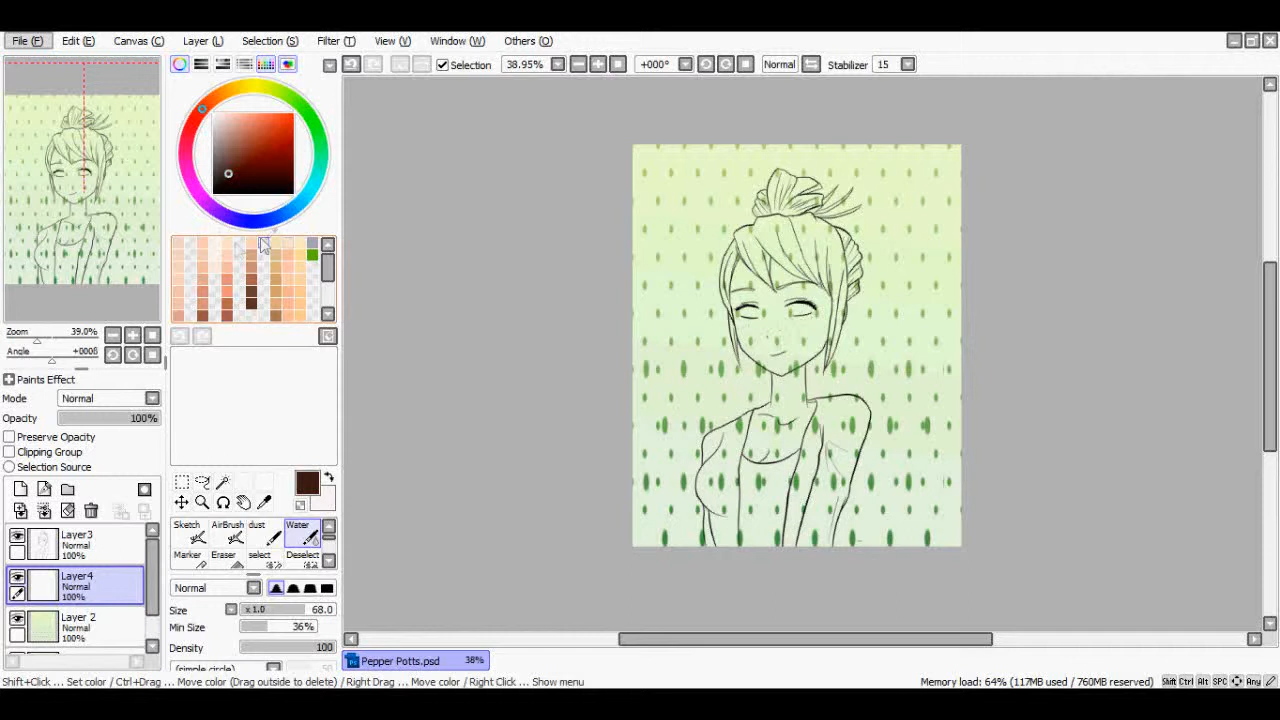 File (F) Edit (E) Canvas (C) Layer (L) Selection (S) Filter (T) View (V) Window (W) Others (O)
Selection 38.95% +000° Normal Stabilizer 15
Zoom 39.0%
Angle
Paints Effect
Mode Normal
Opacity 100%
Preserve Opacity
Clipping Group
Selection Source
Layer3
Normal
100%
Layer4
Normal
100%
Layer 2
Normal
100%
Sketch AirBrush dust Water
Marker Eraser select Deselect
Normal
Size x 1.0 68.0
Min Size 36%
Density 100
(simple circle) 50
Pepper Potts.psd 38%
Shift+Click ... Set color / Ctrl+Drag ... Move color (Drag outside to delete) / Right Drag ... Move color / Right Click ... Show menu
Memory load: 64% (117MB used / 760MB reserved) Shift Ctrl Alt SPC Any